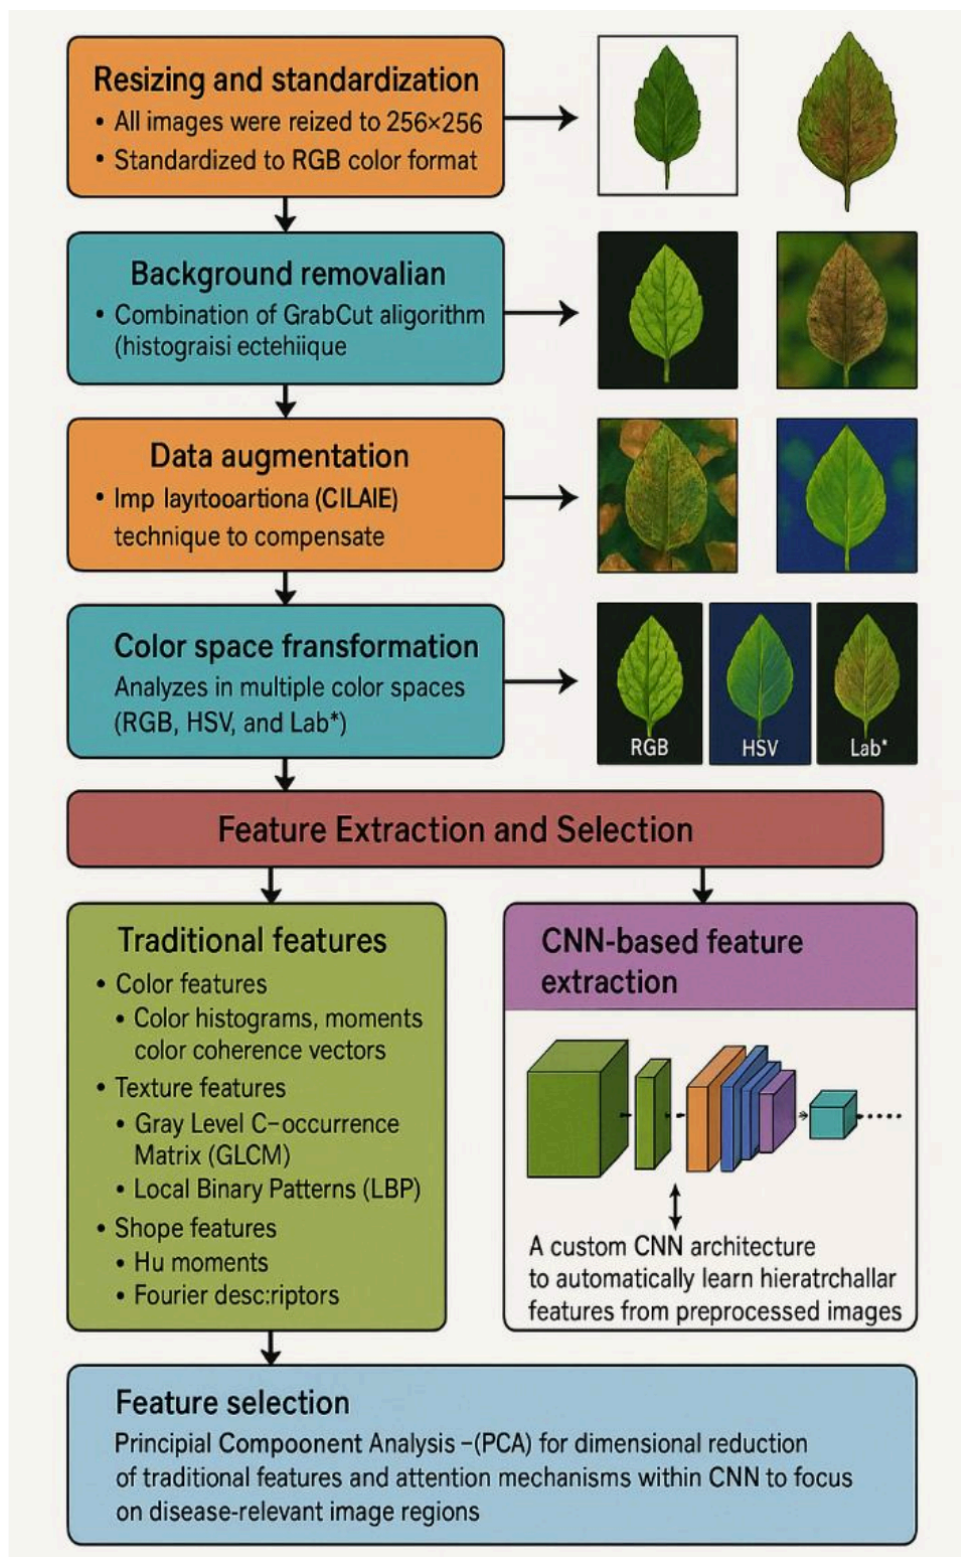 Resizing and standardization
• All images were reized to 256×256
• Standardized to RGB color format
Background removalian
• Combination of GrabCut aligorithm
(histograisi ectehiique
Data augmentation
• Imp layıtooartiona (CILAIE)
technique to compensate
Color space fransformation
Analyzes in multiple color spaces
(RGB, HSV, and Lab*)
RGB
HSV
Lab*
Feature Extraction and Selection
Traditional features
• Color features
• Color histograms, moments
color coherence vectors
• Texture features
• Gray Level C–occurrence
Matrix (GLCM)
• Local Binary Patterns (LBP)
• Shope features
• Hu moments
• Fourier desc:riptors
CNN-based feature
extraction
A custom CNN architecture
to automatically learn hieratrchallar
features from preprocessed images
Feature selection
Principial Compoonent Analysis –(PCA) for dimensional reduction
of traditional features and attention mechanisms within CNN to focus
on disease-relevant image regions